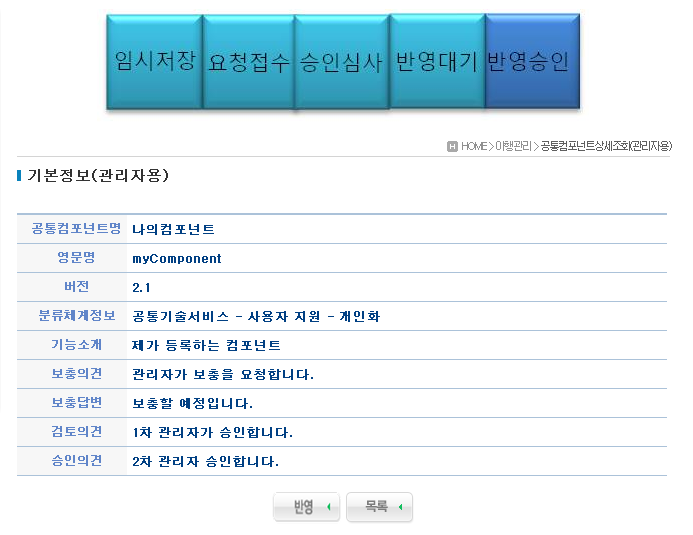 임시저장 요청접수 승인심사 반영대기 반영승인
H HOME > 이행관리 > 공통컴포넌트상세조회(관리자용)
기본정보(관리자용)
공통컴포넌트명 나의컴포넌트
영문명 myComponent
버전 2.1
분류체계정보 공통기술서비스 - 사용자 지원 - 개인화
기능소개 제가 등록하는 컴포넌트
보충의견 관리자가 보충을 요청합니다.
보충답변 보충할 예정입니다.
검토의견 1차 관리자가 승인합니다.
승인의견 2차 관리자 승인합니다.
반영 목록